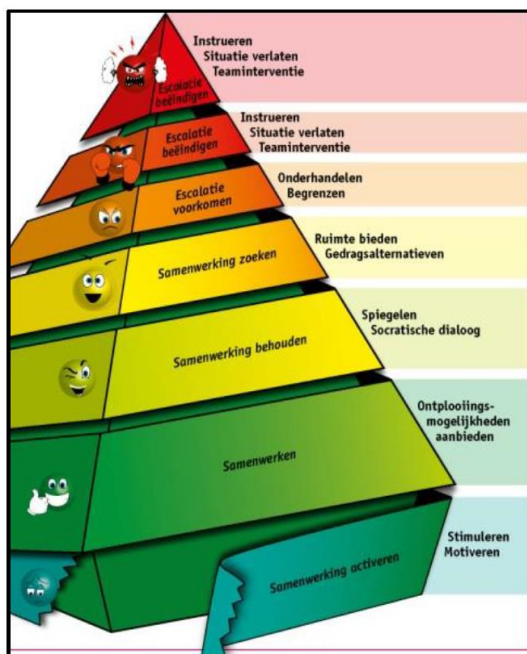 Instrueren
Situatie verlaten
Teaminterventie
Escalatie
beëindigen
Instrueren
Situatie verlaten
Teaminterventie
Escalatie
beëindigen
Onderhandelen
Begrenzen
Escalatie
voorkomen
Ruimte bieden
Gedragsalternatieven
Samenwerking zoeken
Spiegelen
Socratische dialoog
Samenwerking behouden
Ontplooiings-
mogelijkheden
aanbieden
Samenwerken
Stimuleren
Motiveren
Samenwerking activeren